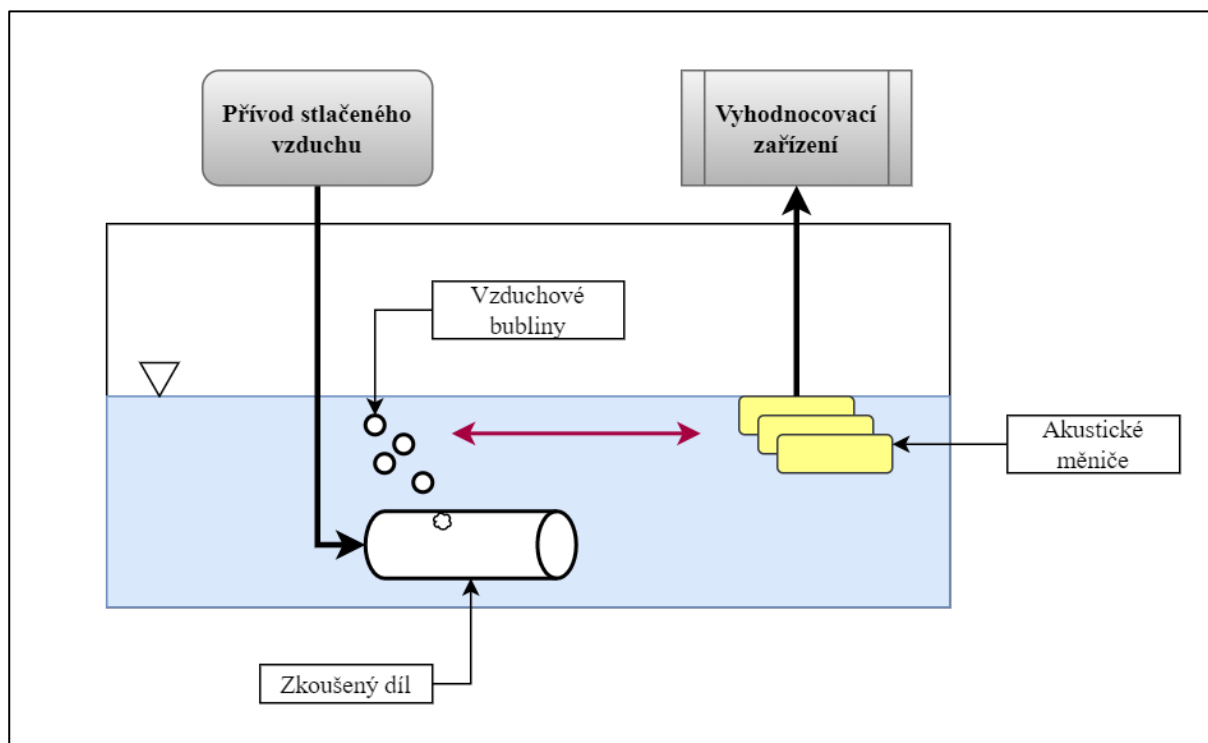 Přívod stlačeného
vzduchu
Vyhodnocovací
zařízení
Vzduchové
bubliny
Akustické
měniče
Zkoušený díl